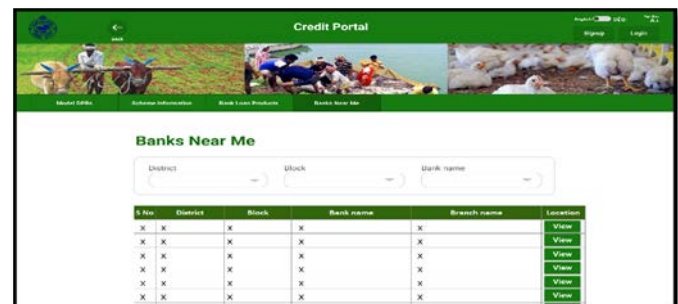 Credit Portal
English
Back
Signup Login
Model DPRs Scheme Information Bank Loan Products Banks Near Me
Banks Near Me
District Block Bank name
S No District Block Bank name Branch name Location
X X X X X View
X X X X X View
X X X X X View
X X X X X View
X X X X X View
X X X X X View